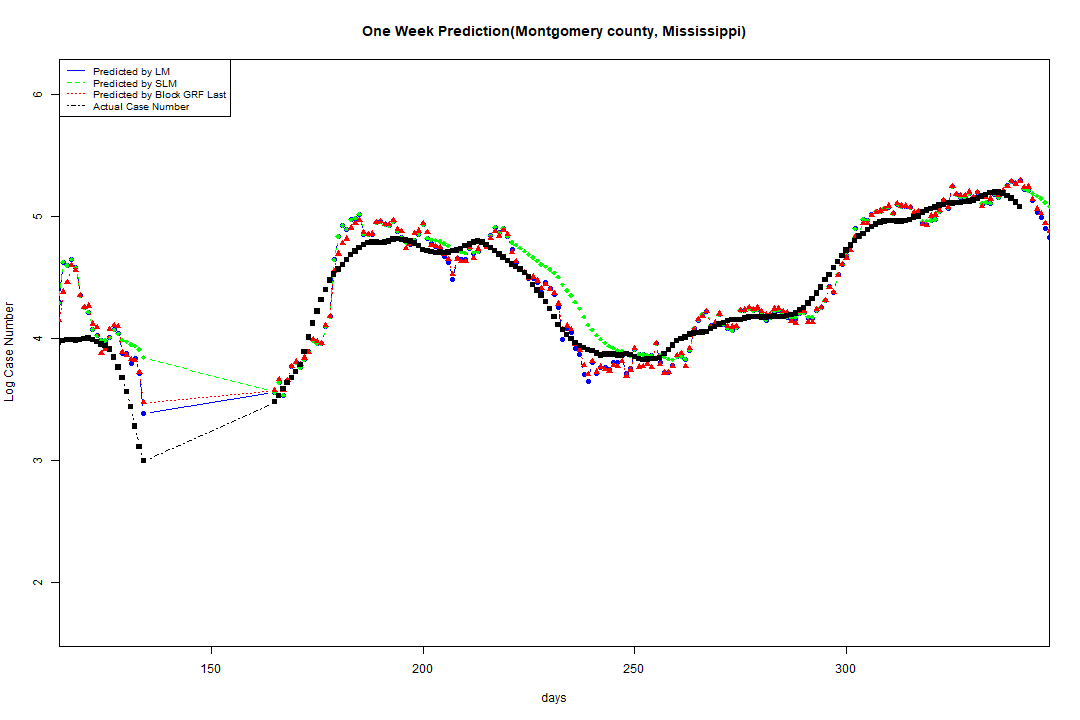 One Week Prediction(Montgomery county, Mississippi)
Predicted by LM
Predicted by SLM
Predicted by Block GRF Last
Actual Case Number
6
5
4
3
2
Log Case Number
150
200
250
300
days